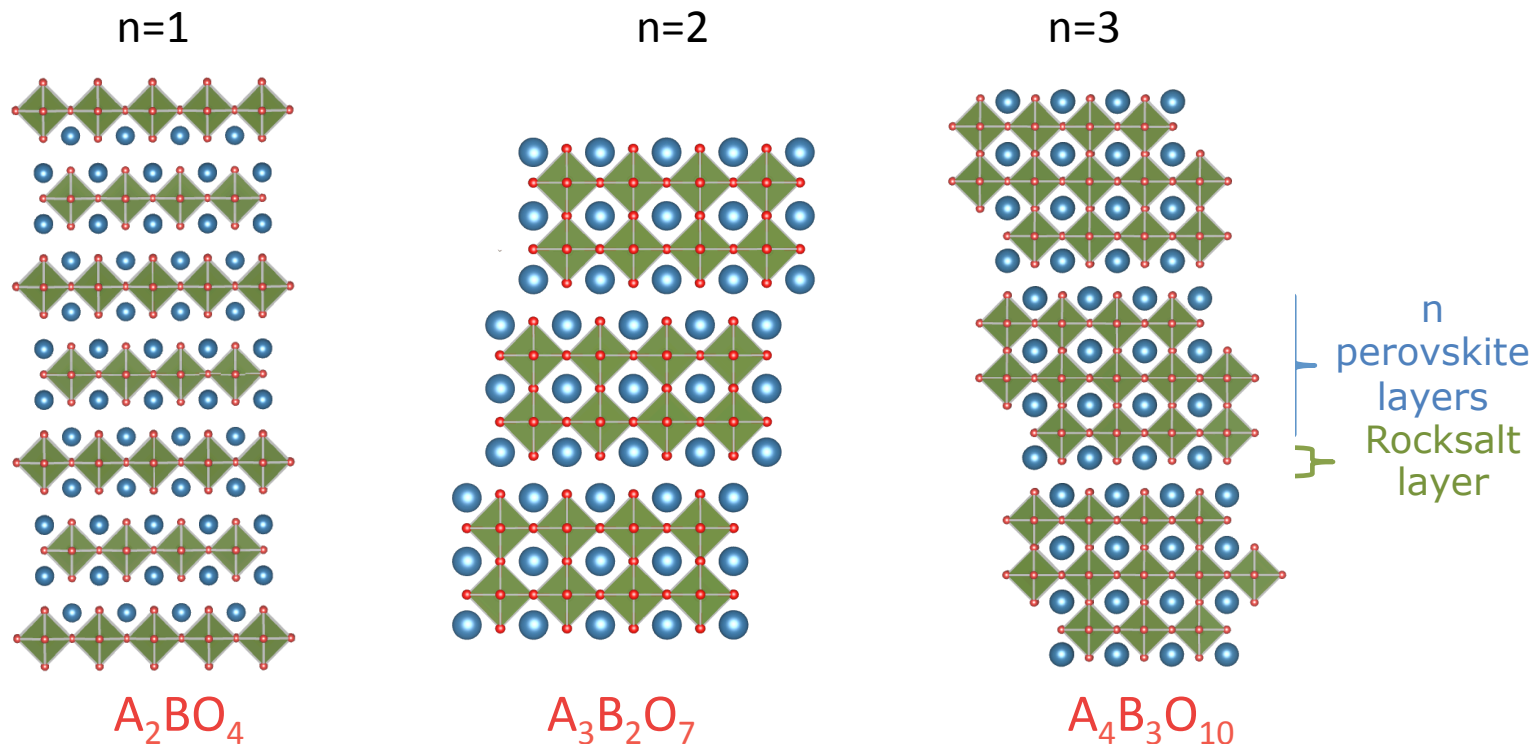 n=1
n=2
n=3
n
perovskite
layers
Rocksalt
layer
A₂BO₄
A₃B₂O₇
A₄B₃O₁₀